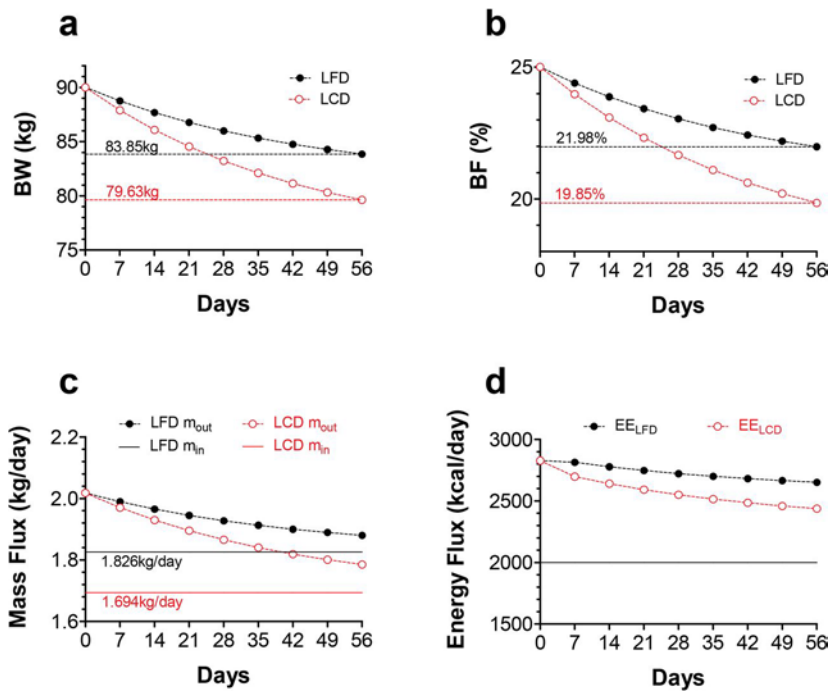 a
BW (kg)
90
85
80
75
LFD
LCD
83.85kg
79.63kg
0 7 14 21 28 35 42 49 56
Days
b
BF (%)
25
20
LFD
LCD
21.98%
19.85%
0 7 14 21 28 35 42 49 56
Days
c
LFD mout LCD mout
LFD min LCD min
Mass Flux (kg/day)
2.2
2.0
1.8
1.6
1.826kg/day
1.694kg/day
0 7 14 21 28 35 42 49 56
Days
d
EELFD EELCD
Energy Flux (kcal/day)
3000
2500
2000
1500
0 7 14 21 28 35 42 49 56
Days